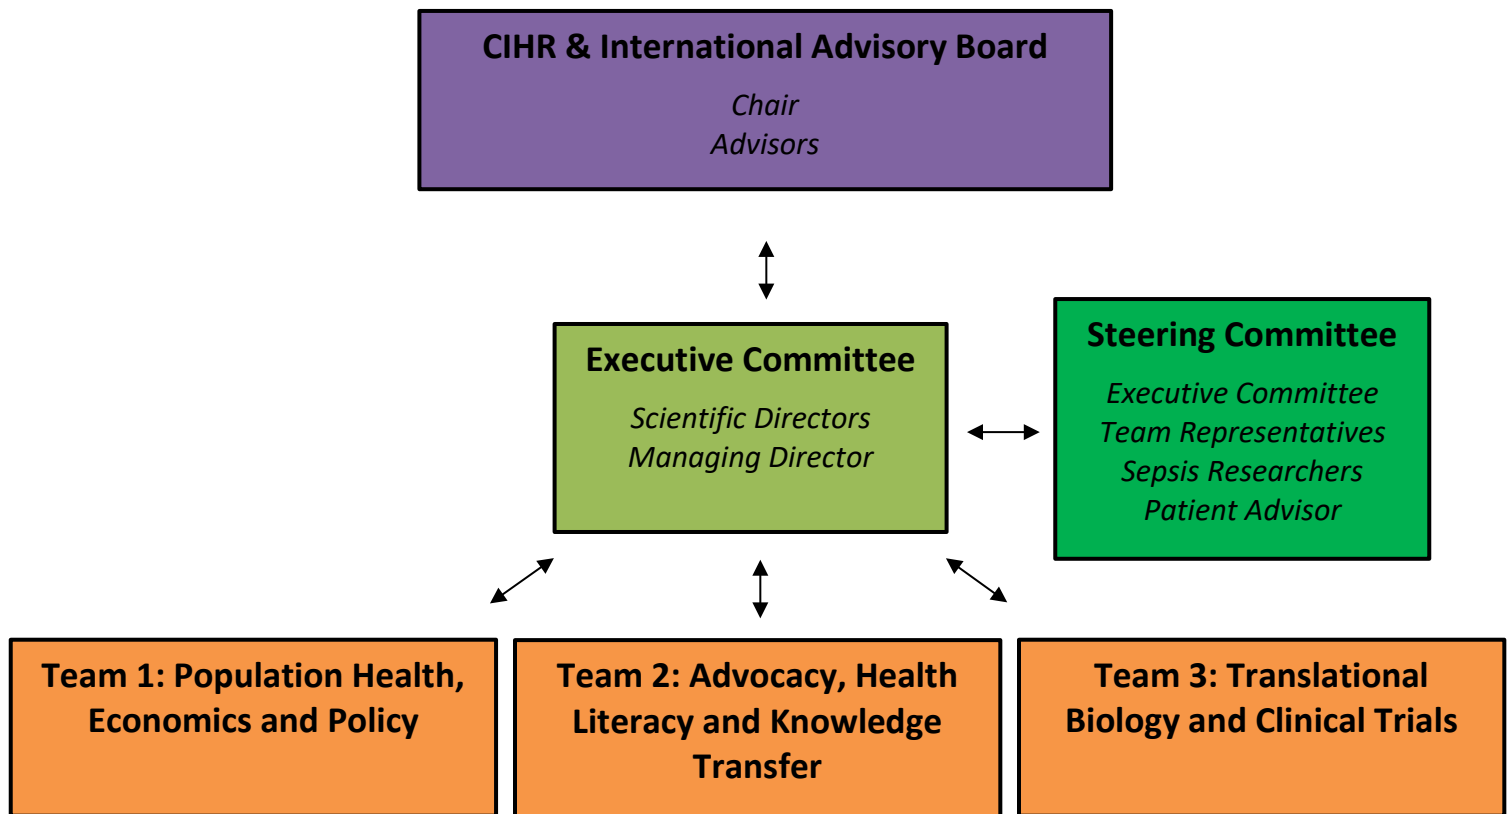 CIHR & International Advisory Board
Chair
Advisors
Executive Committee
Scientific Directors
Managing Director
Steering Committee
Executive Committee
Team Representatives
Sepsis Researchers
Patient Advisor
Team 1: Population Health,
Economics and Policy
Team 2: Advocacy, Health
Literacy and Knowledge
Transfer
Team 3: Translational
Biology and Clinical Trials